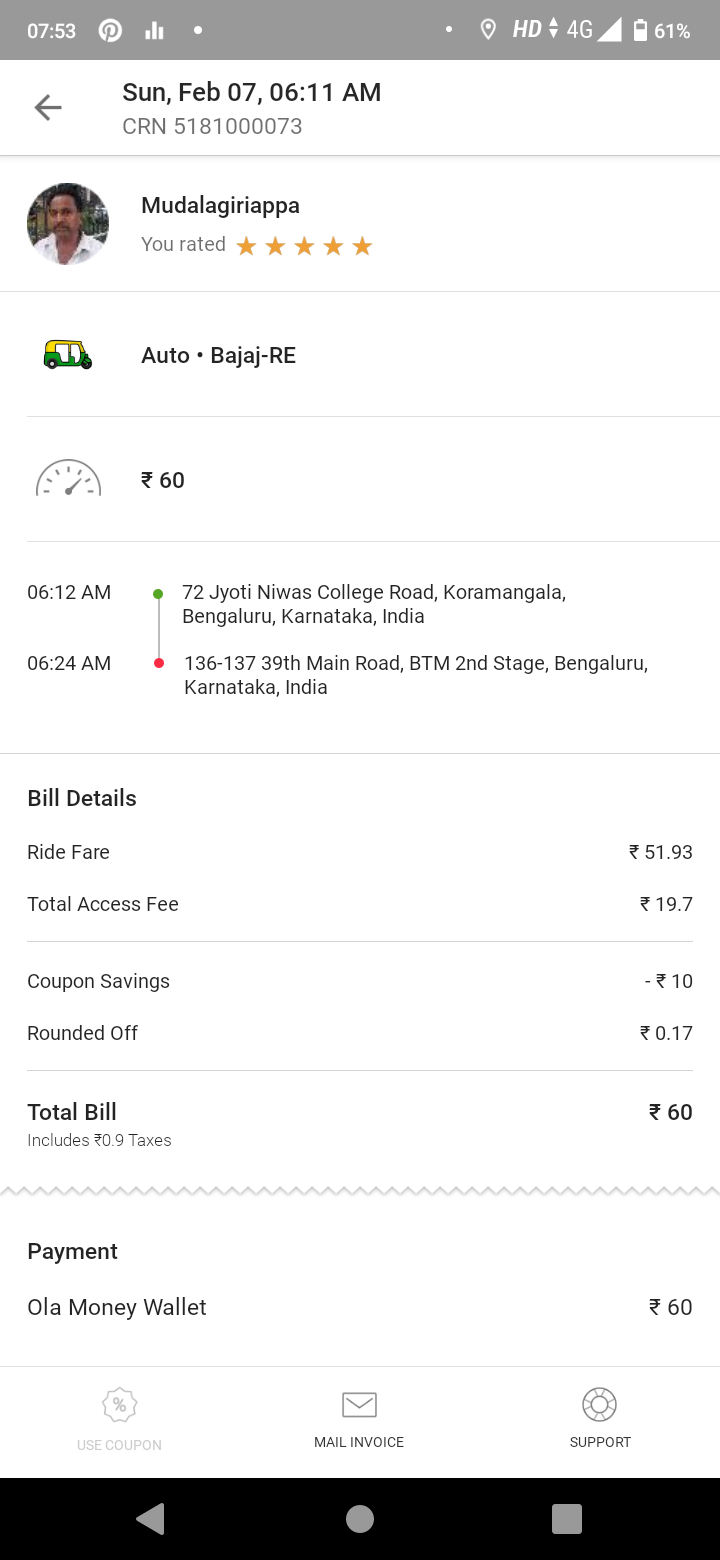 07:53 HD 4G 61%
Sun, Feb 07, 06:11 AM
CRN 5181000073
Mudalagiriappa
You rated
Auto • Bajaj-RE
₹ 60
06:12 AM 72 Jyoti Niwas College Road, Koramangala,
Bengaluru, Karnataka, India
06:24 AM 136-137 39th Main Road, BTM 2nd Stage, Bengaluru,
Karnataka, India
Bill Details
Ride Fare ₹ 51.93
Total Access Fee ₹ 19.7
Coupon Savings - ₹ 10
Rounded Off ₹ 0.17
Total Bill ₹ 60
Includes ₹0.9 Taxes
Payment
Ola Money Wallet ₹ 60
%
USE COUPON MAIL INVOICE SUPPORT